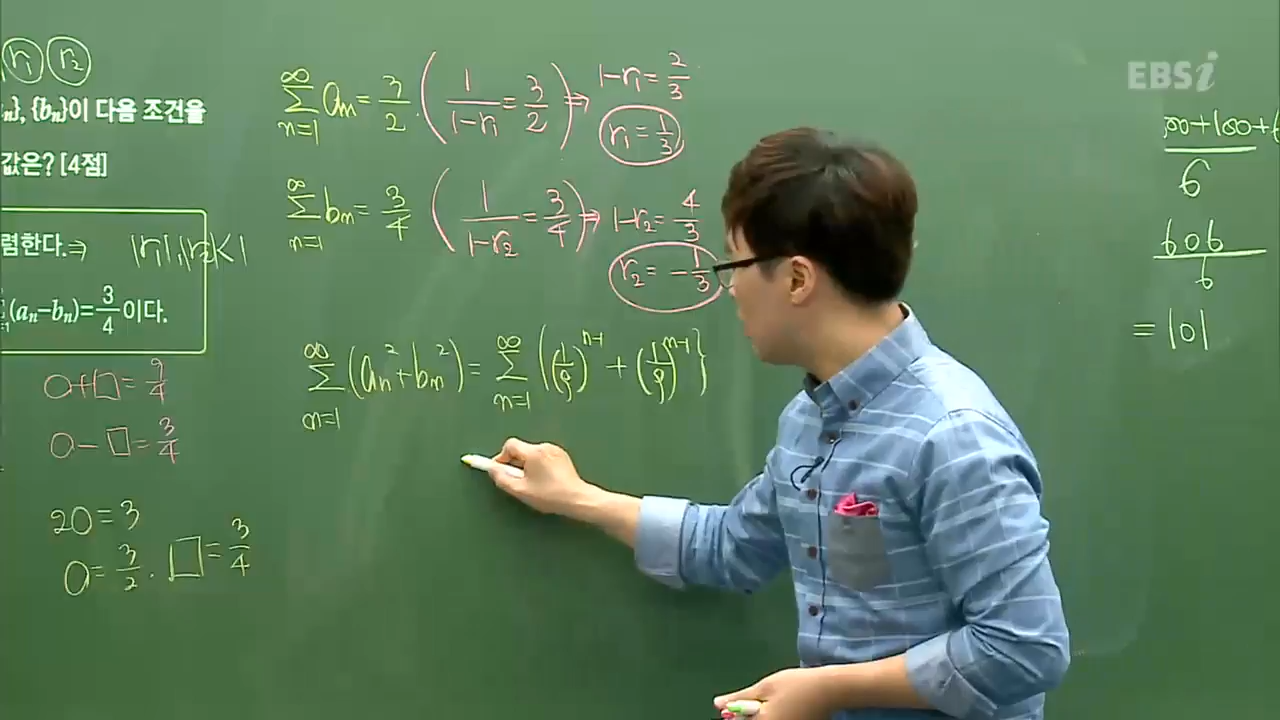 r₁ r₂
ₙ}, {bₙ}이 다음 조건을
값은? [4점]
렴한다.⇒ |r₁|,|r₂|<1
(aₙ-bₙ)=3/4이다.
a+□=9/4
a-□=3/4
2○=3
○=3/2. □=3/4
∞∑n=1 aₙ=3/2. (1/(1-r₁)=3/2)⇒ 1-r₁=2/3
r₁=1/3
∞∑n=1 bₙ=3/4 (1/(1-r₂)=3/4)⇒ 1-r₂=4/3
r₂=-1/3
∞∑n=1 (aₙ²+bₙ²)=∞∑n=1 {(1/9)ⁿ⁻¹+(1/9)ⁿ⁻¹}
EBSi
00+100+
6
606
6
=101